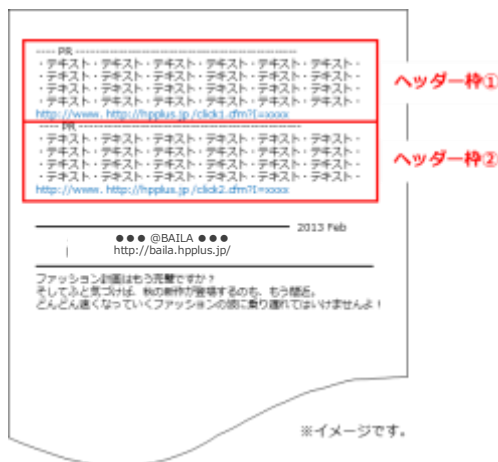 ---- PR ------------------------------------------------
・テキスト・テキスト・テキスト・テキスト・テキスト・テキスト・
・テキスト・テキスト・テキスト・テキスト・テキスト・テキスト・
・テキスト・テキスト・テキスト・テキスト・テキスト・テキスト・
・テキスト・テキスト・テキスト・テキスト・テキスト・テキスト・
http://www. http://hpplus.jp/click1.cfm?I=xxxx
ヘッダー枠①
---- PR ------------------------------------------------
・テキスト・テキスト・テキスト・テキスト・テキスト・テキスト・
・テキスト・テキスト・テキスト・テキスト・テキスト・テキスト・
・テキスト・テキスト・テキスト・テキスト・テキスト・テキスト・
・テキスト・テキスト・テキスト・テキスト・テキスト・テキスト・
http://www. http://hpplus.jp/click2.cfm?I=xxxx
ヘッダー枠②
2013 Feb
●●● @BAILA ●●●
http://baila.hpplus.jp/
ファッション計画はもう完璧ですか？
そしてふと気づけば、秋の新作が登場するのも、もう間近。
どんどん速くなっていくファッションの波に乗り遅れてはいけませんよ！
※イメージです。